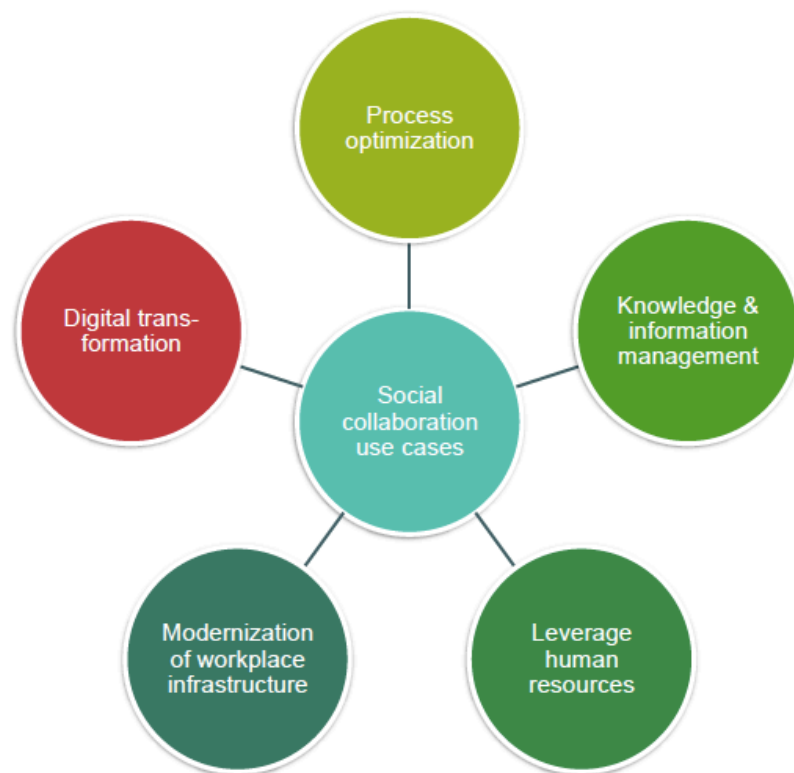 Process
optimization
Digital trans-
formation
Knowledge &
information
management
Social
collaboration
use cases
Modernization
of workplace
infrastructure
Leverage
human
resources